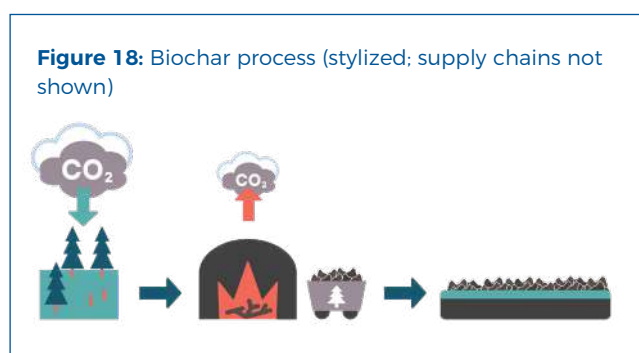 Figure 18: Biochar process (stylized; supply chains not
shown)
CO₂
CO₂